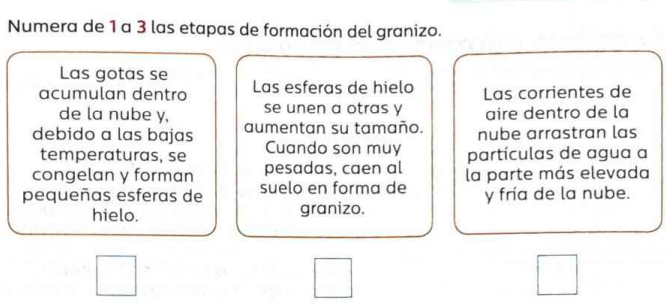 Numera de 1 a 3 las etapas de formación del granizo.
Las gotas se
acumulan dentro
de la nube y,
debido a las bajas
temperaturas, se
congelan y forman
pequeñas esferas de
hielo.
Las esferas de hielo
se unen a otras y
aumentan su tamaño.
Cuando son muy
pesadas, caen al
suelo en forma de
granizo.
Las corrientes de
aire dentro de la
nube arrastran las
partículas de agua a
la parte más elevada
y fría de la nube.